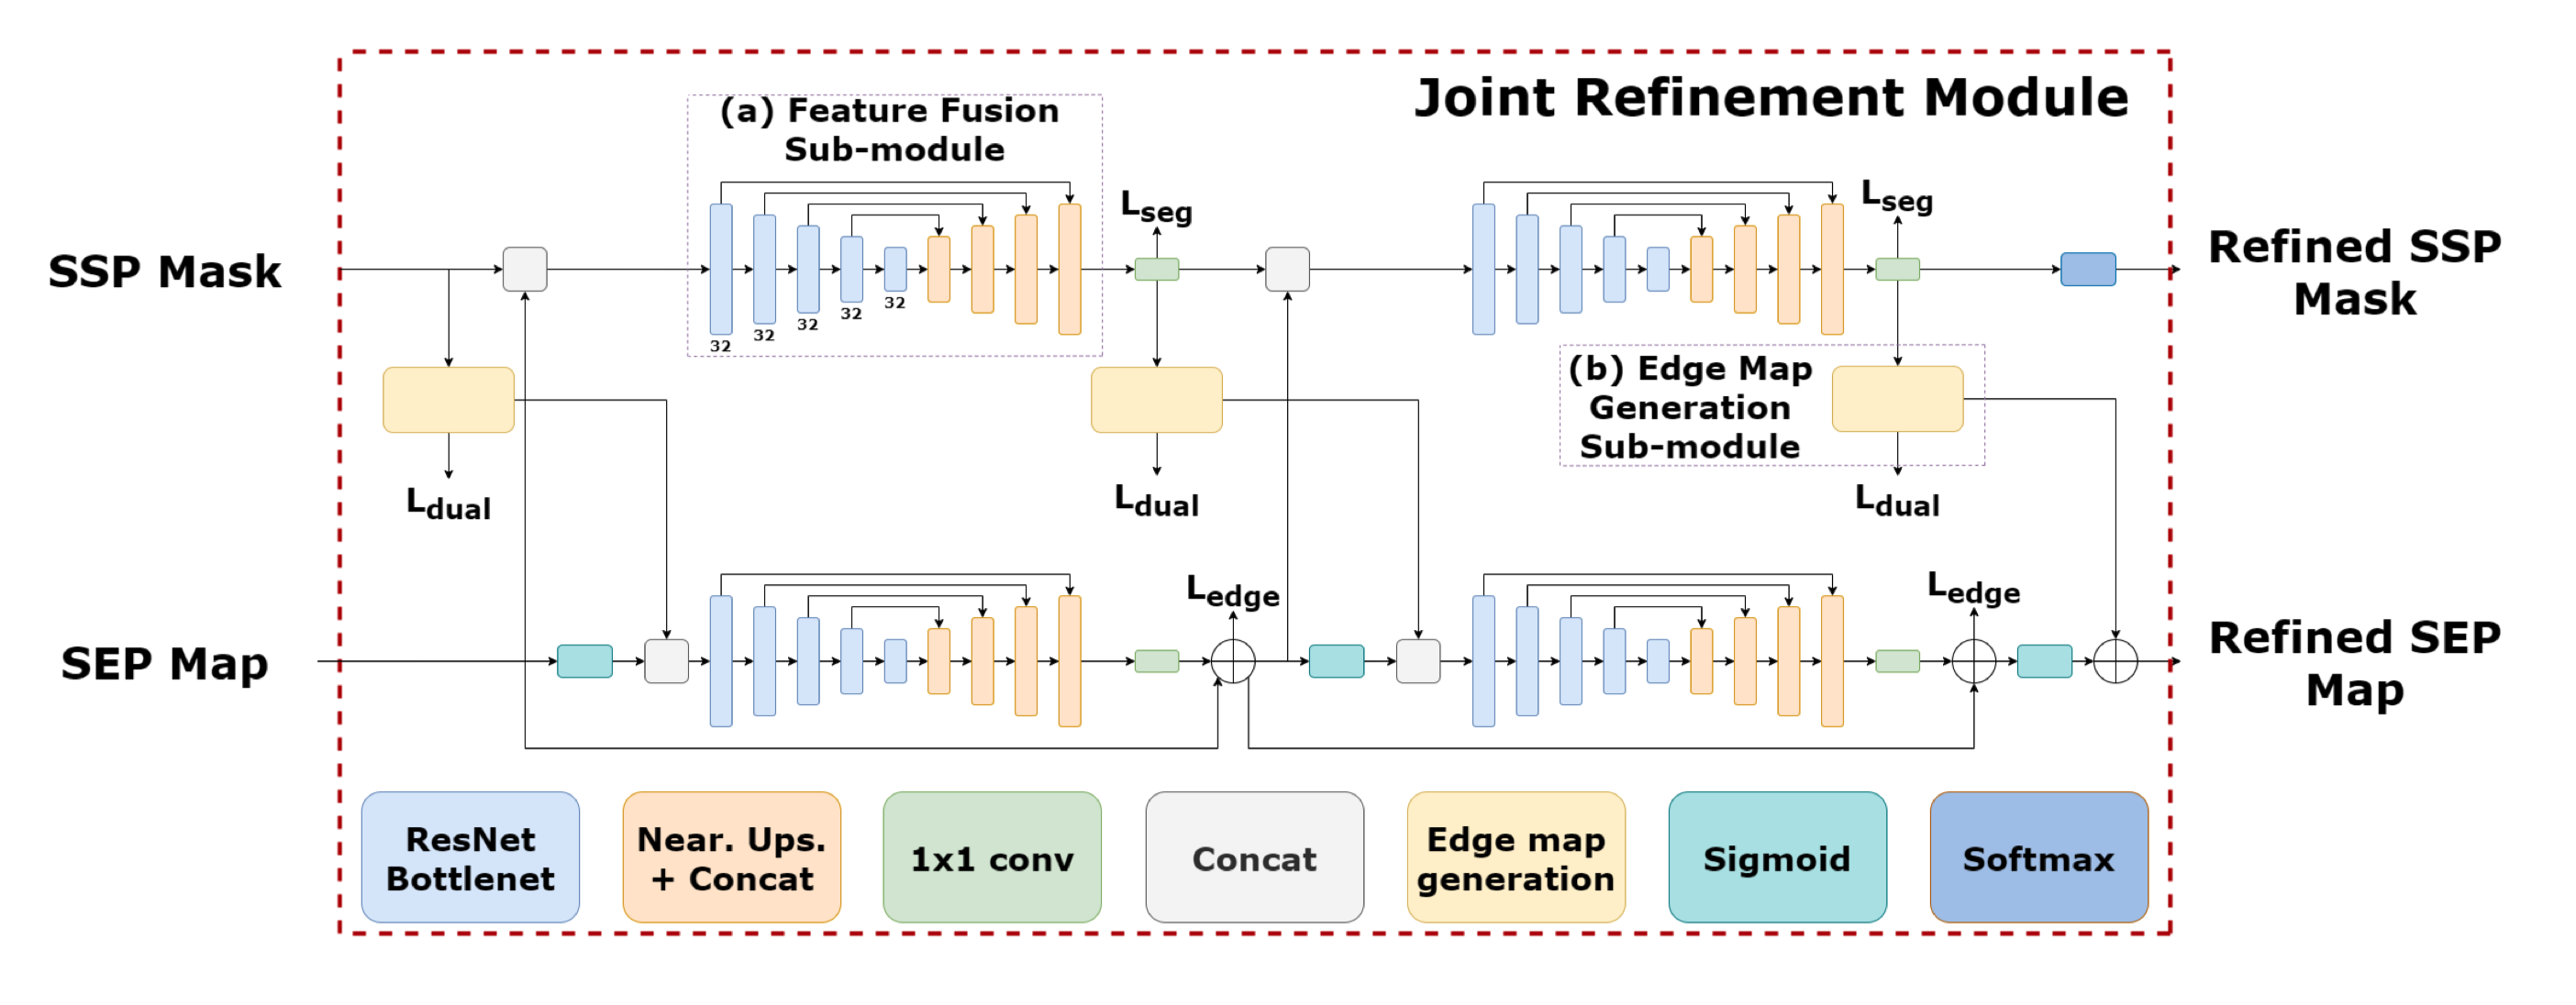 Joint Refinement Module
(a) Feature Fusion
Sub-module
SSP Mask
32
32
32
32
32
Lseg
Lseg
Refined SSP
Mask
(b) Edge Map
Generation
Sub-module
Ldual
Ldual
Ldual
SEP Map
Ledge
Ledge
Refined SEP
Map
ResNet
Bottlenet
Near. Ups.
+ Concat
1x1 conv
Concat
Edge map
generation
Sigmoid
Softmax